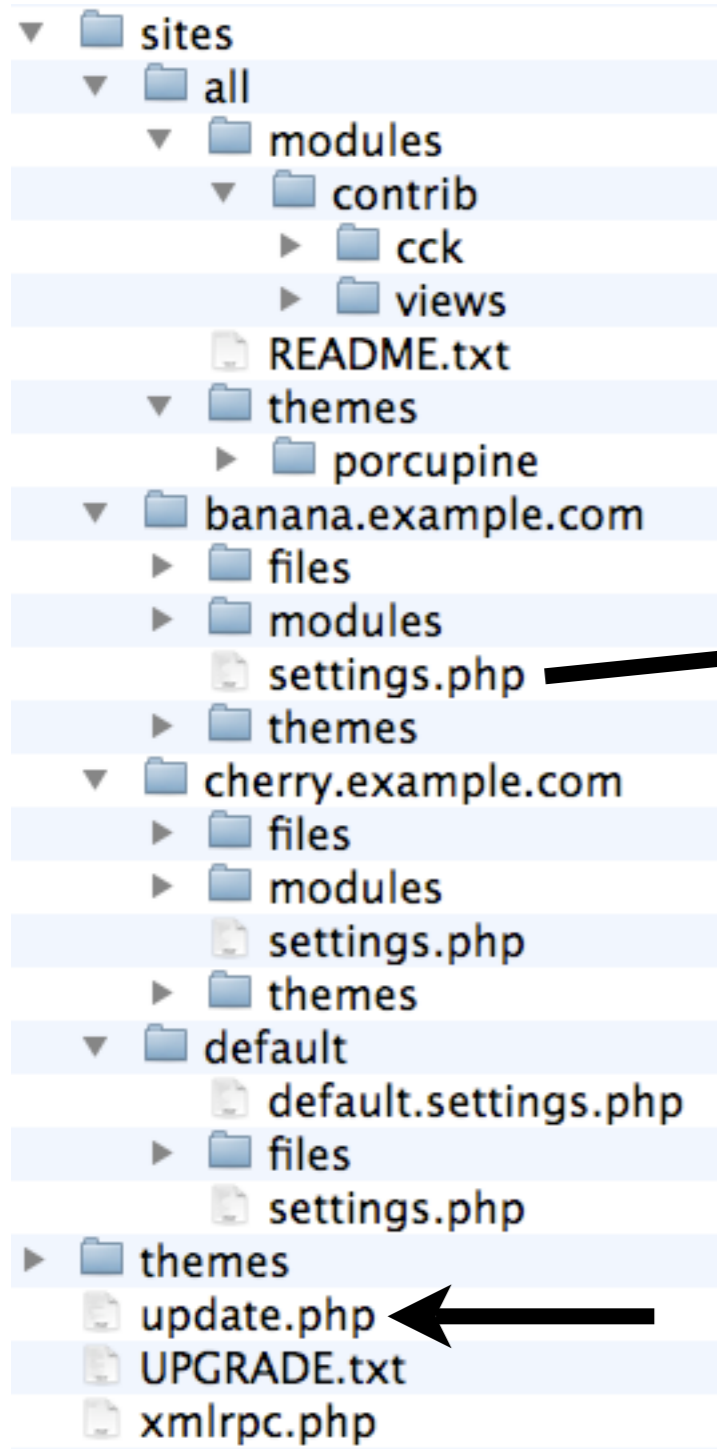 sites
all
modules
contrib
cck
views
README.txt
themes
porcupine
banana.example.com
files
modules
settings.php
themes
cherry.example.com
files
modules
settings.php
themes
default
default.settings.php
files
settings.php
themes
update.php
UPGRADE.txt
xmlrpc.php